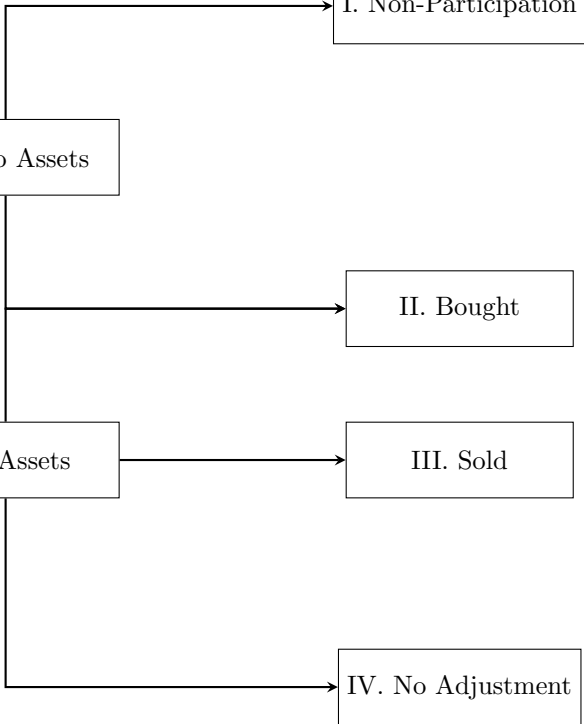 I. Non-Participation
Assets
II. Bought
Assets
III. Sold
IV. No Adjustment